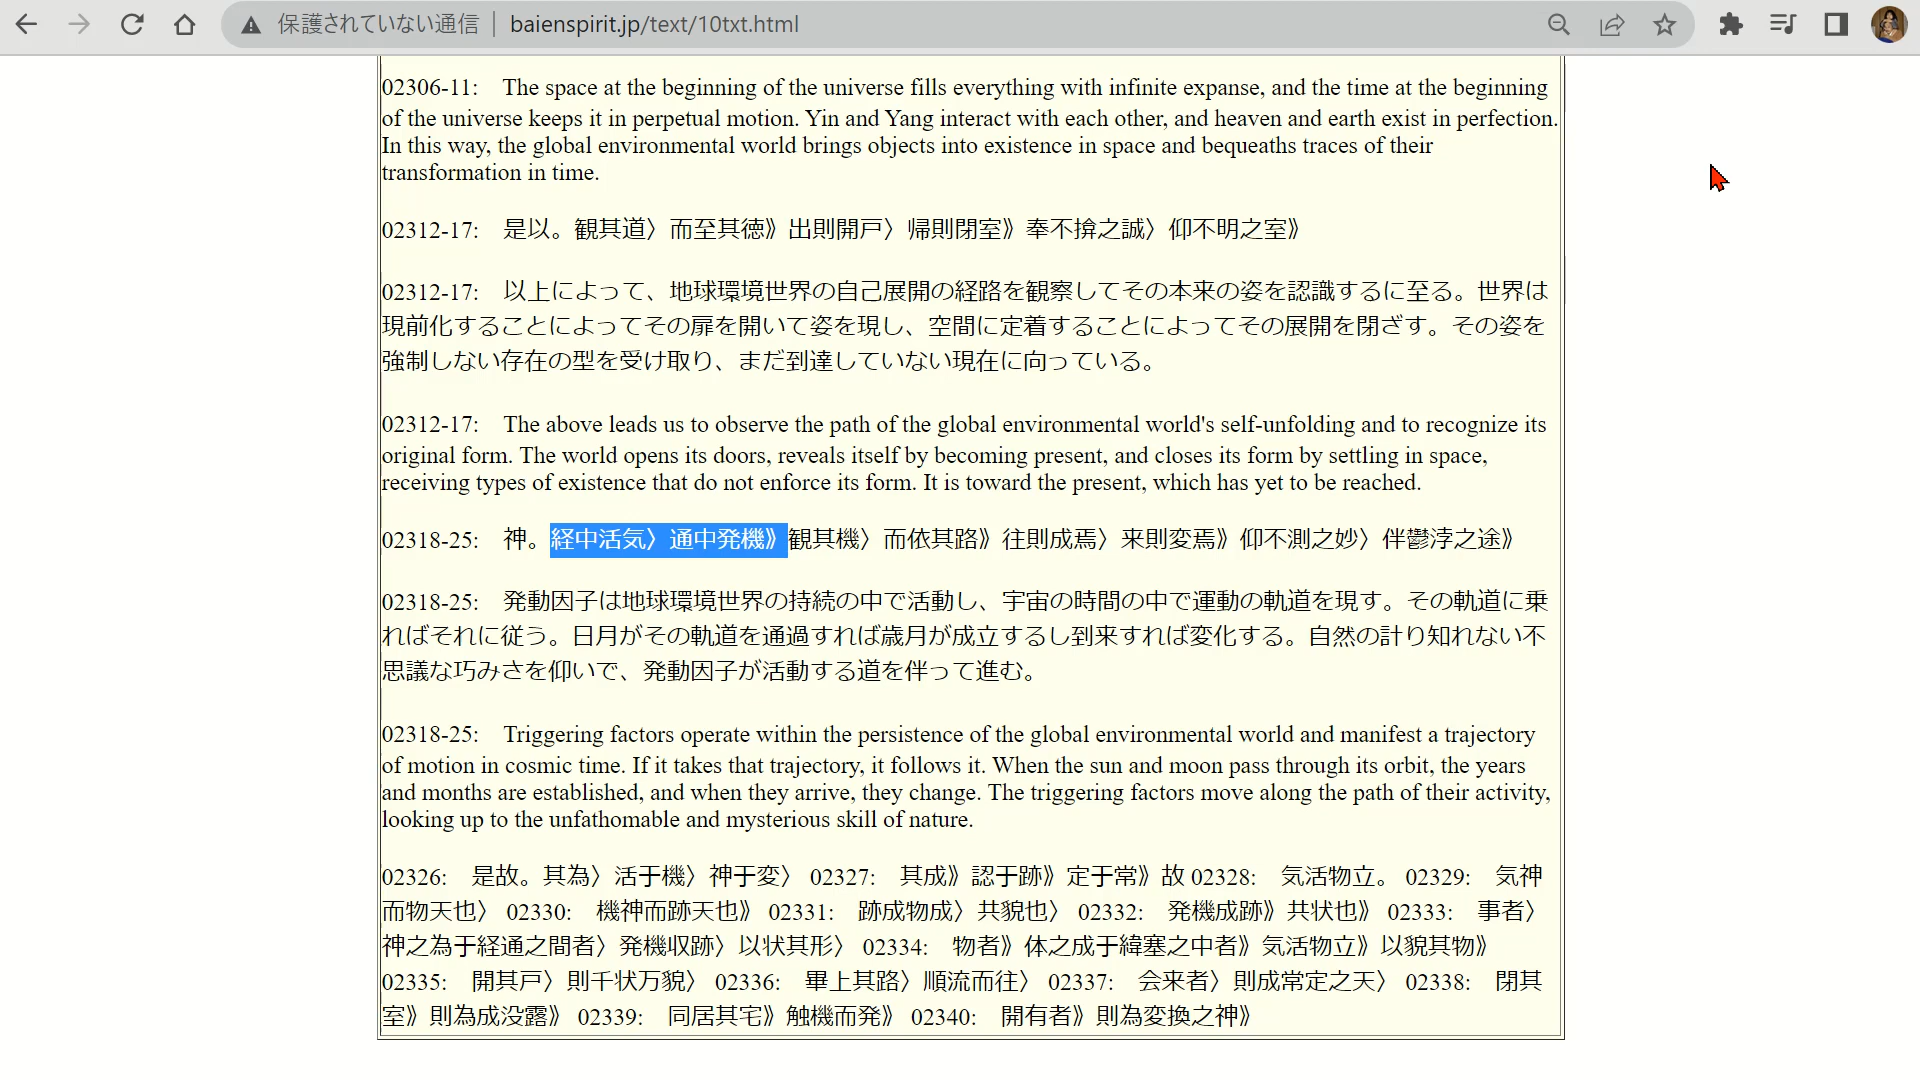 保護されていない通信 | baienspirit.jp/text/10txt.html
02306-11: The space at the beginning of the universe fills everything with infinite expanse, and the time at the beginning
of the universe keeps it in perpetual motion. Yin and Yang interact with each other, and heaven and earth exist in perfection.
In this way, the global environmental world brings objects into existence in space and bequeaths traces of their
transformation in time.
02312-17: 是以。観其道〉而至其徳》出則開戸〉帰則閉室》奉不揜之誠〉仰不明之室》
02312-17: 以上によって、地球環境世界の自己展開の経路を観察してその本来の姿を認識するに至る。世界は
現前化することによってその扉を開いて姿を現し、空間に定着することによってその展開を閉ざす。その姿を
強制しない存在の型を受け取り、まだ到達していない現在に向っている。
02312-17: The above leads us to observe the path of the global environmental world's self-unfolding and to recognize its
original form. The world opens its doors, reveals itself by becoming present, and closes its form by settling in space,
receiving types of existence that do not enforce its form. It is toward the present, which has yet to be reached.
02318-25: 神。経中活気〉通中発機》観其機〉而依其路》往則成焉〉来則変焉》仰不測之妙〉伴鬱浡之途》
02318-25: 発動因子は地球環境世界の持続の中で活動し、宇宙の時間の中で運動の軌道を現す。その軌道に乗
ればそれに従う。日月がその軌道を通過すれば歳月が成立するし到来すれば変化する。自然の計り知れない不
思議な巧みさを仰いで、発動因子が活動する道を伴って進む。
02318-25: Triggering factors operate within the persistence of the global environmental world and manifest a trajectory
of motion in cosmic time. If it takes that trajectory, it follows it. When the sun and moon pass through its orbit, the years
and months are established, and when they arrive, they change. The triggering factors move along the path of their activity,
looking up to the unfathomable and mysterious skill of nature.
02326: 是故。其為〉活于機〉神于変〉 02327: 其成》認于跡》定于常》故 02328: 気活物立。 02329: 気神
而物天也〉 02330: 機神而跡天也》 02331: 跡成物成〉共貌也〉 02332: 発機成跡》共状也》 02333: 事者〉
神之為于経通之間者〉発機収跡〉以状其形〉 02334: 物者》体之成于緯塞之中者》気活物立》以貌其物》
02335: 開其戸〉則千状万貌〉 02336: 畢上其路〉順流而往〉 02337: 会来者〉則成常定之天〉 02338: 閉其
室》則為成没露》 02339: 同居其宅》触機而発》 02340: 開有者》則為変換之神》